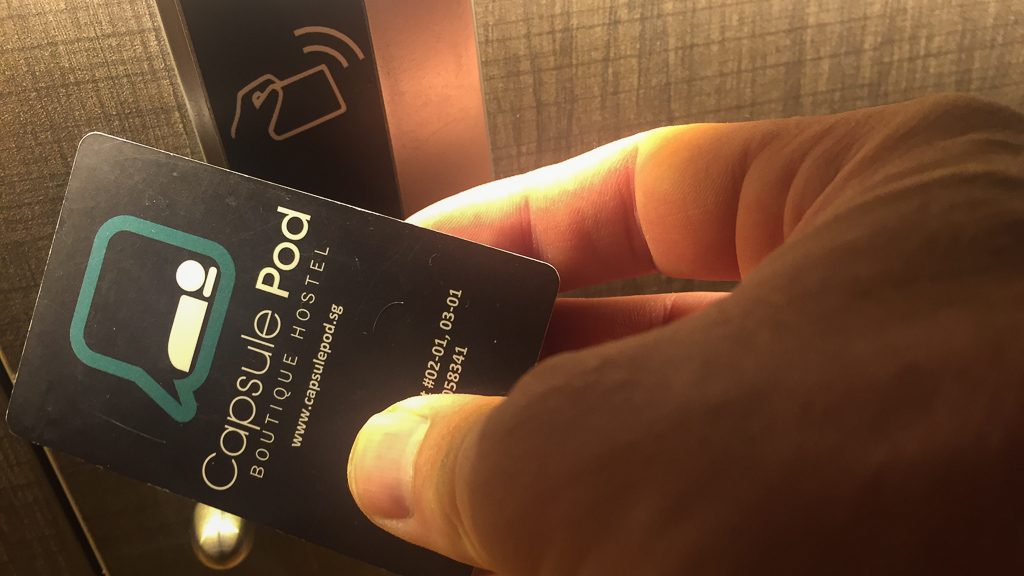 Capsule Pod
BOUTIQUE HOSTEL
www.capsulepod.sg
#02-01, 03-01
058341